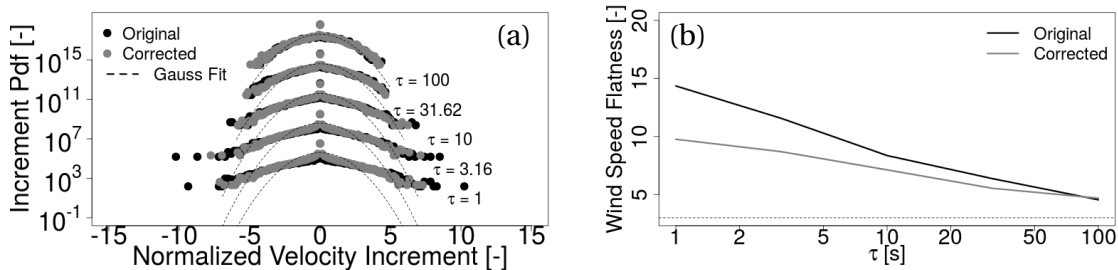 Increment Pdf [-]
10^15
10^11
10^7
10^3
10^-1
Original
Corrected
Gauss Fit
(a)
τ = 100
τ = 31.62
τ = 10
τ = 3.16
τ = 1
-15 -10 -5 0 5 10 15
Normalized Velocity Increment [-]
Wind Speed Flatness [-]
20
15
10
5
(b)
Original
Corrected
1 2 5 10 20 50 100
τ [s]